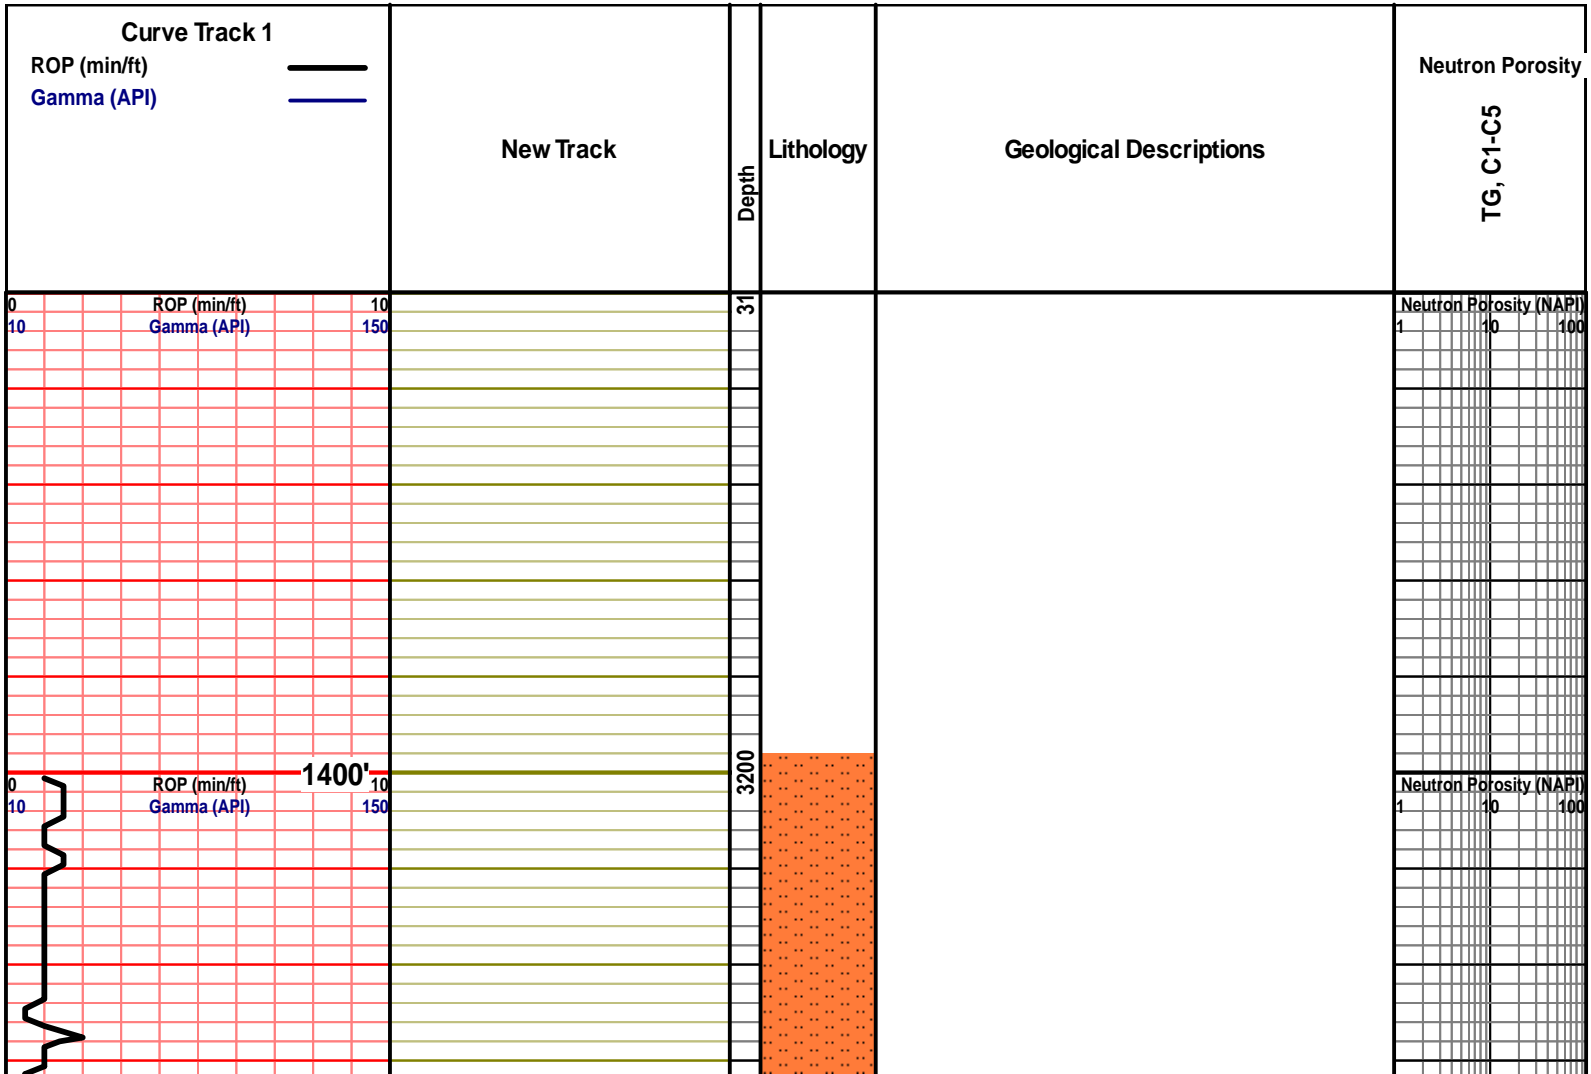 Curve Track 1
ROP (min/ft)
Gamma (API)
New Track
Depth
Lithology
Geological Descriptions
Neutron Porosity
TG, C1-C5
0 ROP (min/ft) 10
10 Gamma (API) 150
31
Neutron Porosity (NAPI)
1 10 100
1400'
3200
0 ROP (min/ft) 10
10 Gamma (API) 150
Neutron Porosity (NAPI)
1 10 100